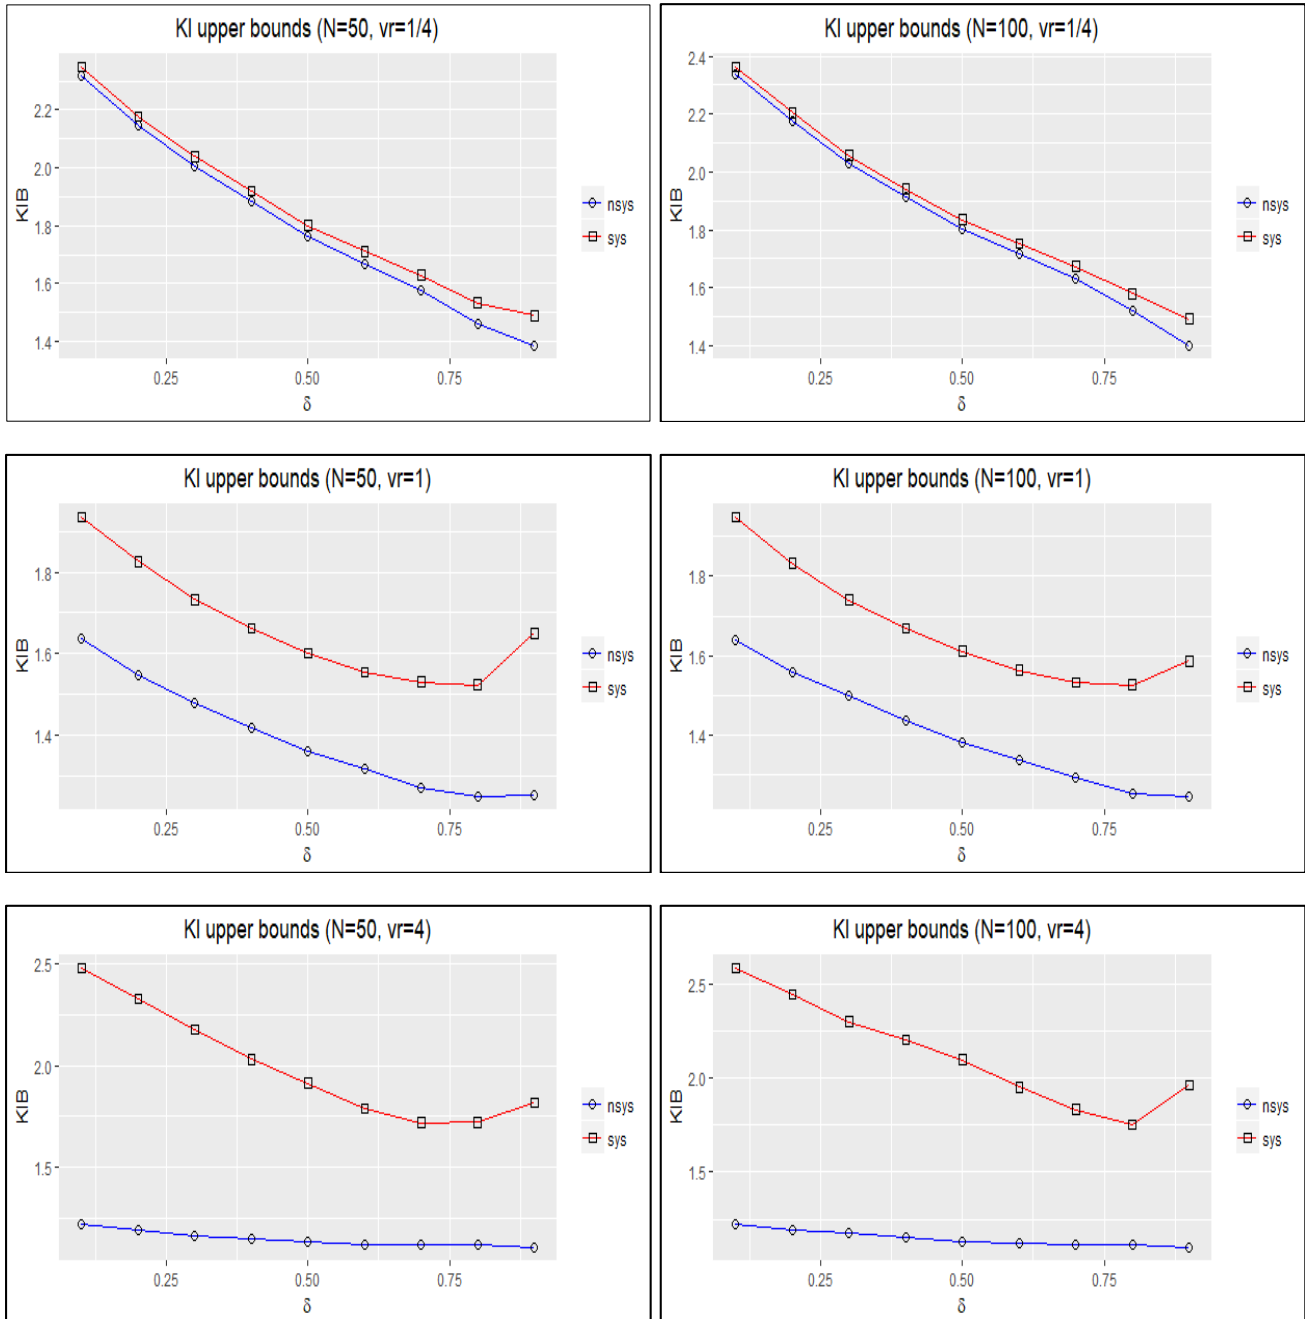 KI upper bounds (N=50, vr=1/4)
KIB
2.2
2.0
1.8
1.6
1.4
0.25 0.50 0.75
δ
nsys
sys
KI upper bounds (N=100, vr=1/4)
KIB
2.4
2.2
2.0
1.8
1.6
1.4
0.25 0.50 0.75
δ
nsys
sys
KI upper bounds (N=50, vr=1)
KIB
1.8
1.6
1.4
0.25 0.50 0.75
δ
nsys
sys
KI upper bounds (N=100, vr=1)
KIB
1.8
1.6
1.4
0.25 0.50 0.75
δ
nsys
sys
KI upper bounds (N=50, vr=4)
KIB
2.5
2.0
1.5
0.25 0.50 0.75
δ
nsys
sys
KI upper bounds (N=100, vr=4)
KIB
2.5
2.0
1.5
0.25 0.50 0.75
δ
nsys
sys